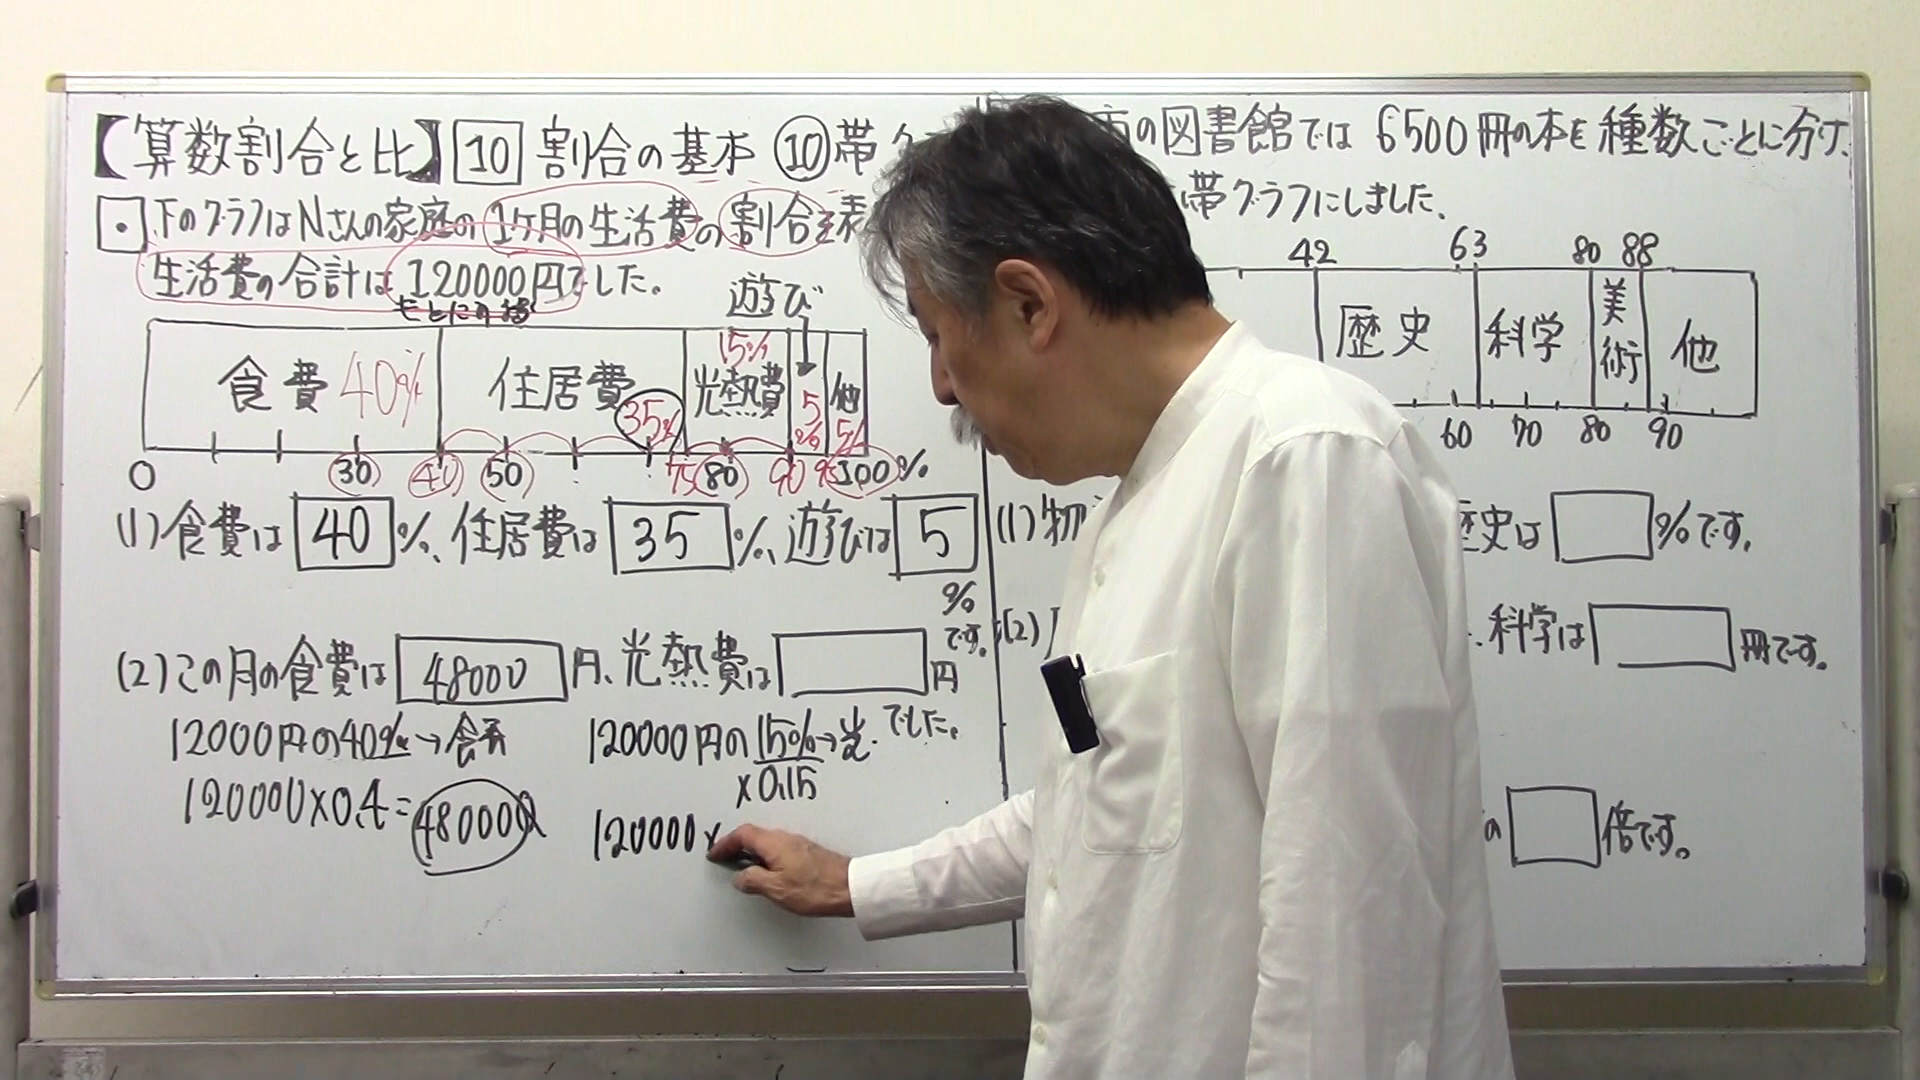 【算数割合と比】 10 割合の基本 ⑩帯グ
下のグラフはNさんの家庭の1ヶ月の生活費の割合を表
生活費の合計は120000円でした。
もとにの
遊び
食費 40% 住居費 35% 光熱費 15% 5% 他 5%
0 30 40 50 75 80 90 95 100%
(1) 食費は 40 %、住居費は 35 %、遊びは 5
%
です。
(2) この月の食費は 48000 円、光熱費は 円
でした。
12000円の40%→食
120000×0.4=48000
120000円の15%→光
×0.15
120000×
市の図書館では6500冊の本を種数ごとに分け、
帯グラフにしました。
42 63 80 88
歴史 科学 美術 他
60 70 80 90
(1) 物
歴史は %です。
(2)
科学は 冊です。
の 倍です。